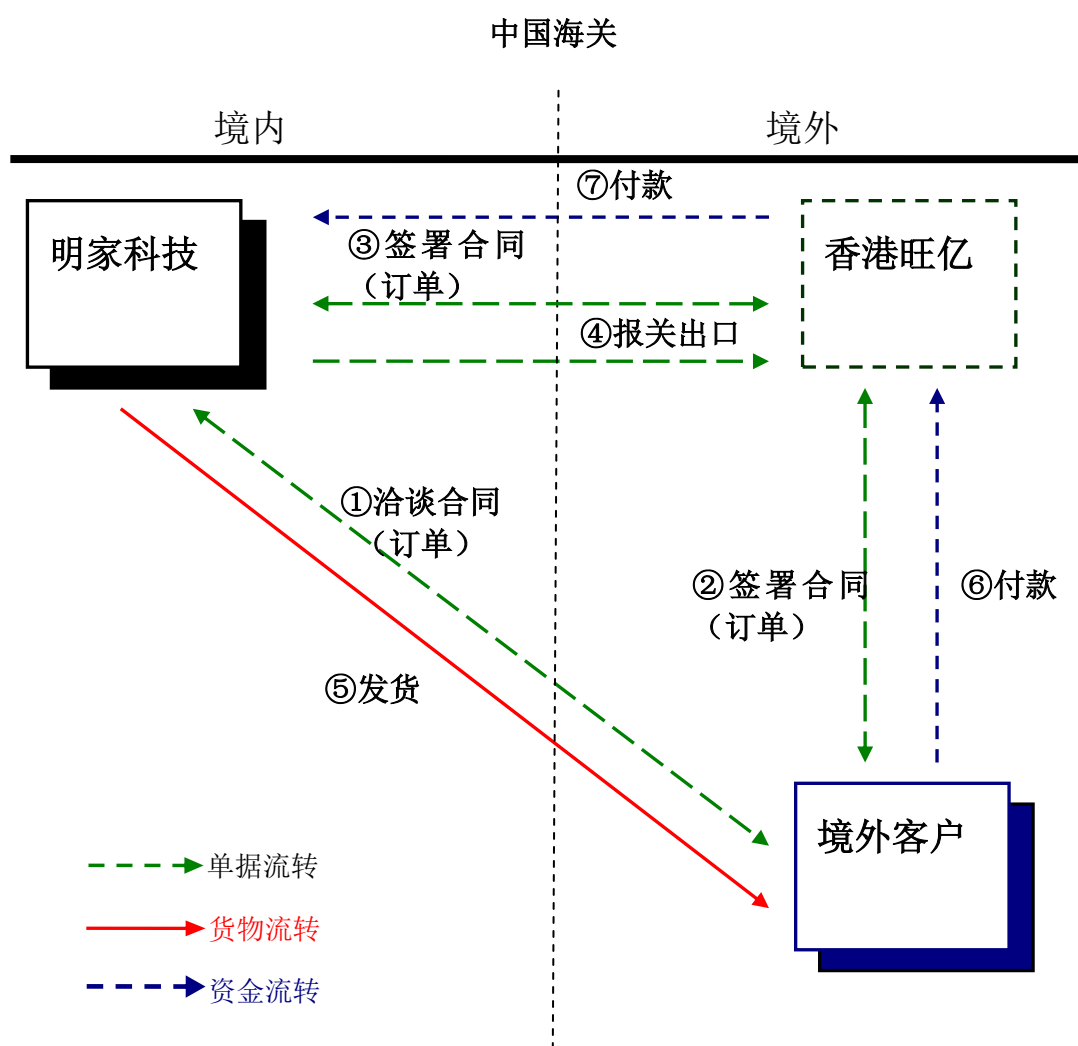 中国海关
境内
境外
⑦付款
明家科技
③签署合同
（订单）
香港旺亿
④报关出口
①洽谈合同
（订单）
②签署合同
（订单）
⑥付款
⑤发货
境外客户
单据流转
货物流转
资金流转